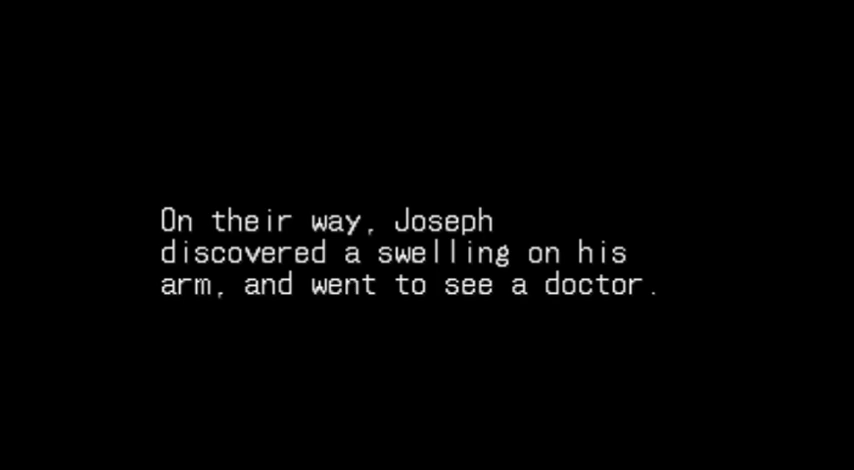 On their way, Joseph
discovered a swelling on his
arm, and went to see a doctor.